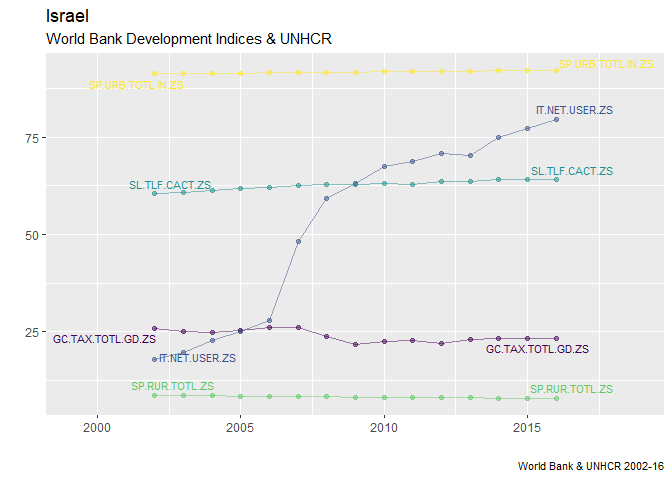 Israel
World Bank Development Indices & UNHCR
SP.URB.TOTL.IN.ZS
SP.URB.TOTL.IN.ZS
IT.NET.USER.ZS
75
SL.TLF.CACT.ZS
SL.TLF.CACT.ZS
50
25
GC.TAX.TOTL.GD.ZS
GC.TAX.TOTL.GD.ZS
IT.NET.USER.ZS
SP.RUR.TOTL.ZS
SP.RUR.TOTL.ZS
2000 2005 2010 2015
World Bank & UNHCR 2002-16